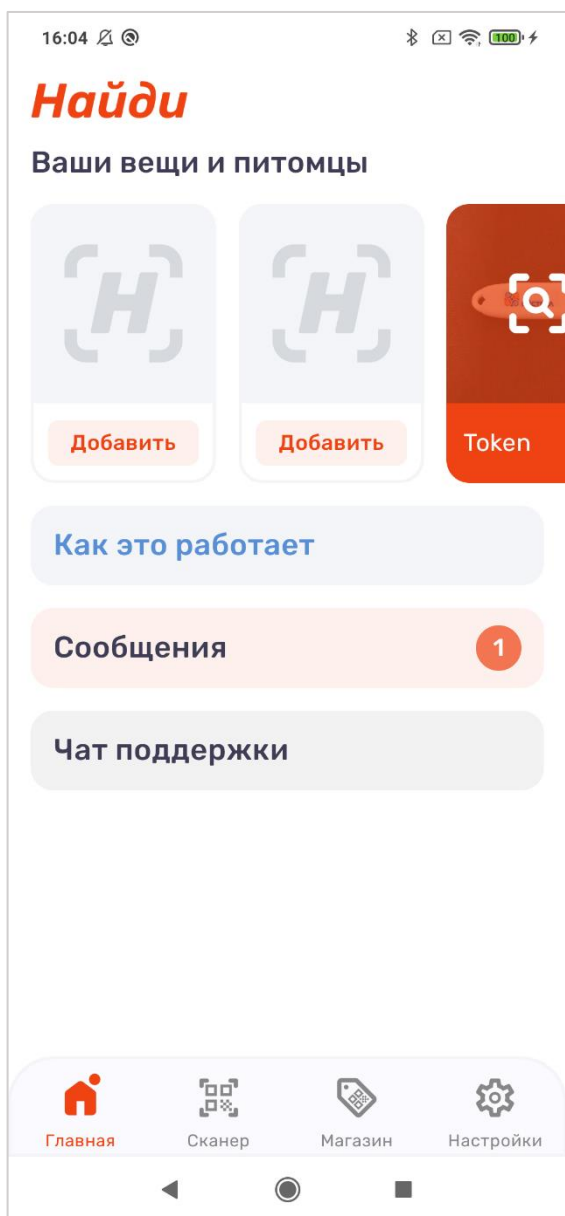 16:04
100
Найди
Ваши вещи и питомцы
Н
Н
Добавить
Добавить
Token
Как это работает
Сообщения
1
Чат поддержки
Главная
Сканер
Магазин
Настройки